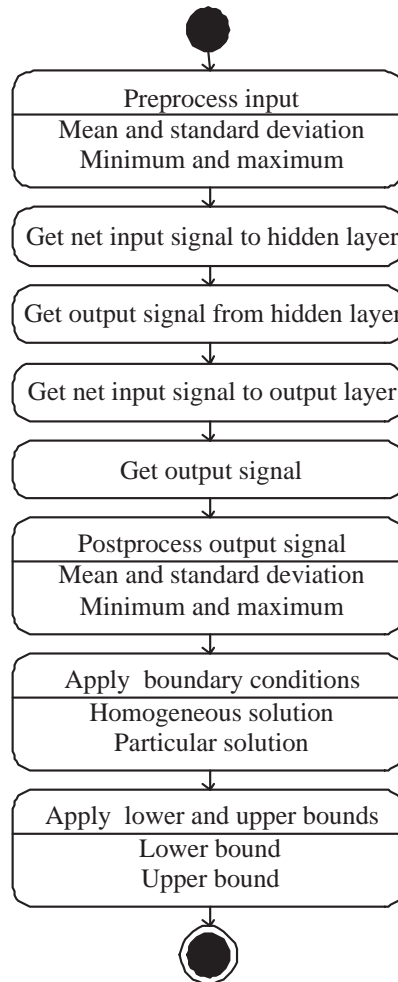 Preprocess input
Mean and standard deviation
Minimum and maximum
Get net input signal to hidden layer
Get output signal from hidden layer
Get net input signal to output layer
Get output signal
Postprocess output signal
Mean and standard deviation
Minimum and maximum
Apply boundary conditions
Homogeneous solution
Particular solution
Apply lower and upper bounds
Lower bound
Upper bound